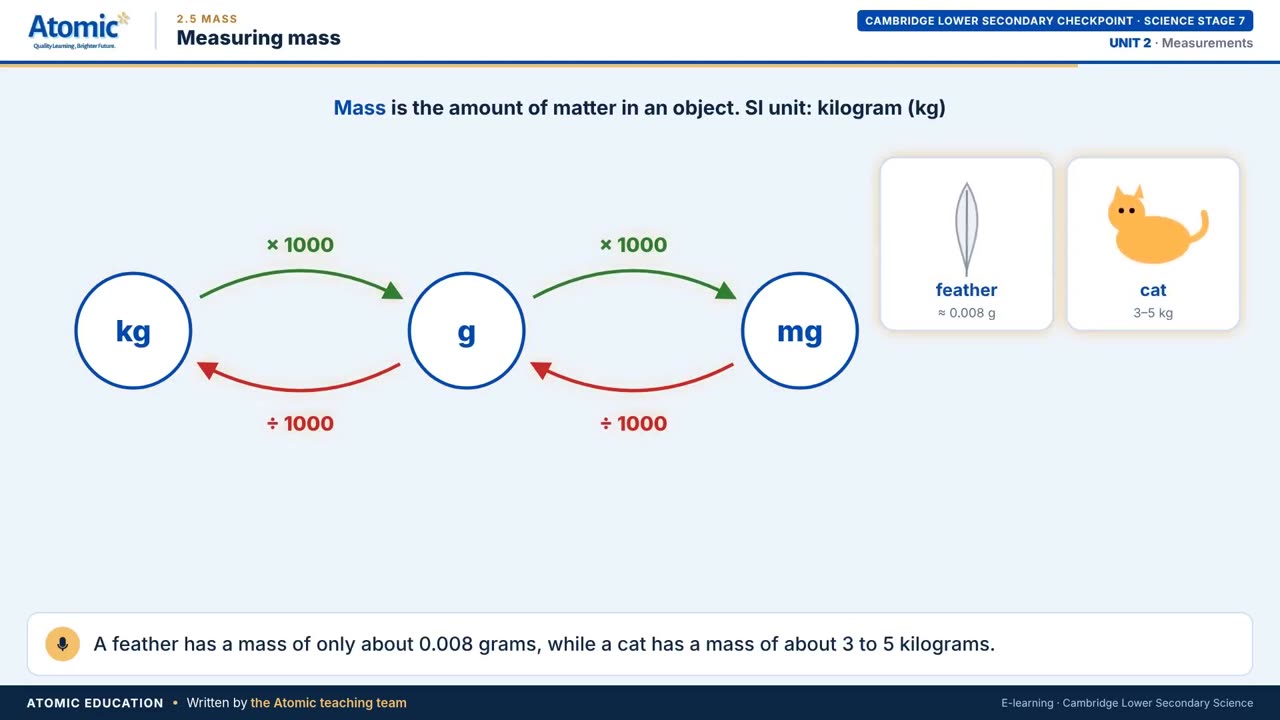 Atomic
Quality Learning, Brighter Future.
2.5 MASS
Measuring mass
CAMBRIDGE LOWER SECONDARY CHECKPOINT · SCIENCE STAGE 7
UNIT 2 · Measurements
Mass is the amount of matter in an object. SI unit: kilogram (kg)
× 1000
× 1000
kg
g
mg
÷ 1000
÷ 1000
feather
≈ 0.008 g
cat
3–5 kg
A feather has a mass of only about 0.008 grams, while a cat has a mass of about 3 to 5 kilograms.
ATOMIC EDUCATION • Written by the Atomic teaching team
E-learning · Cambridge Lower Secondary Science